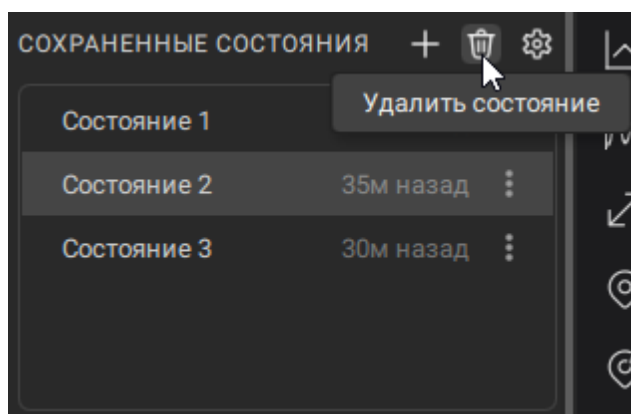 СОХРАНЕННЫЕ СОСТОЯНИЯ
Удалить состояние
Состояние 1
Состояние 2 35м назад
Состояние 3 30м назад